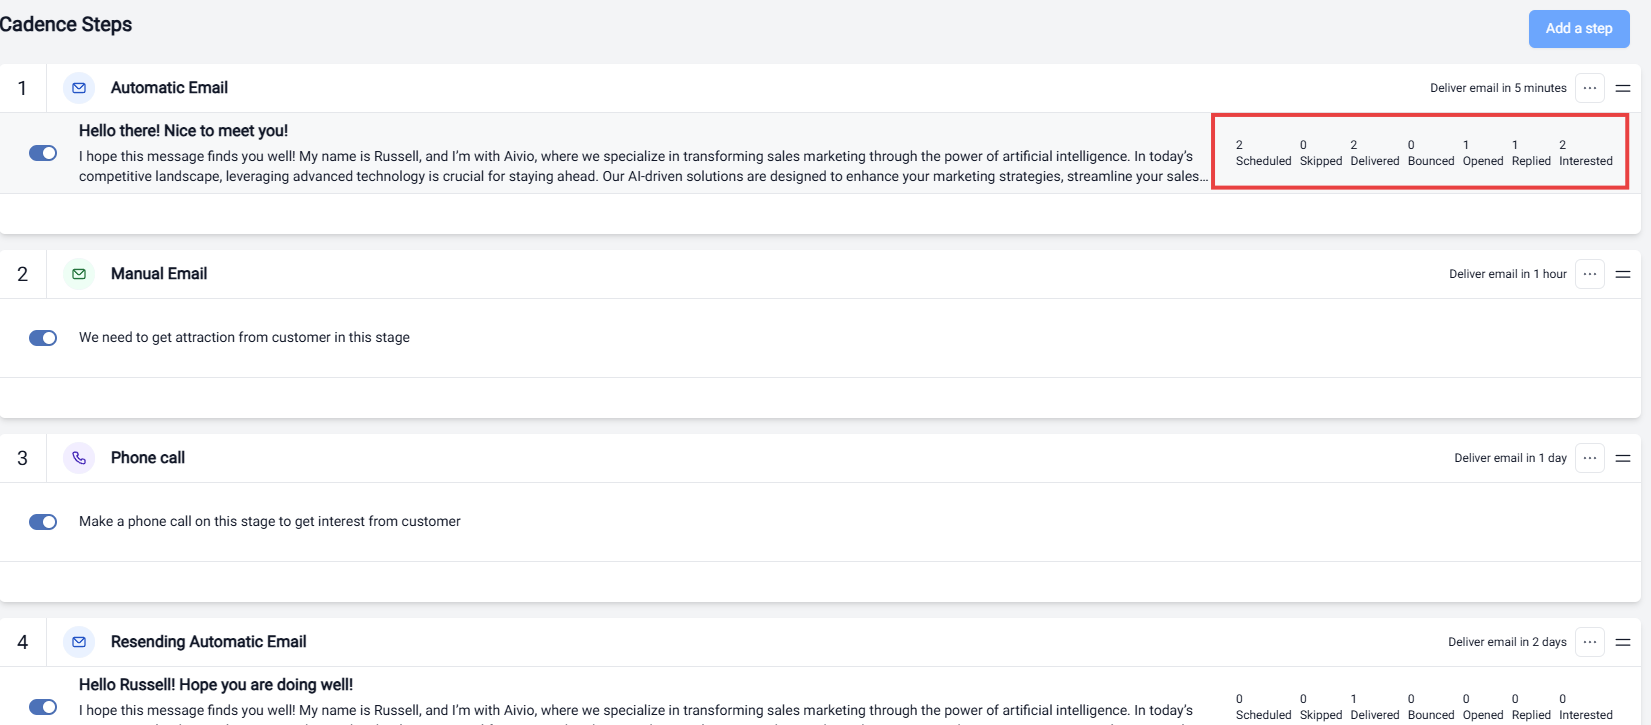 Cadence Steps
Add a step
1
Automatic Email
Deliver email in 5 minutes
...
Hello there! Nice to meet you!
I hope this message finds you well! My name is Russell, and I'm with Aivio, where we specialize in transforming sales marketing through the power of artificial intelligence. In today's
competitive landscape, leveraging advanced technology is crucial for staying ahead. Our AI-driven solutions are designed to enhance your marketing strategies, streamline your sales...
2 0 2 0 1 1 2
Scheduled Skipped Delivered Bounced Opened Replied Interested
2
Manual Email
Deliver email in 1 hour
...
We need to get attraction from customer in this stage
3
Phone call
Deliver email in 1 day
...
Make a phone call on this stage to get interest from customer
4
Resending Automatic Email
Deliver email in 2 days
...
Hello Russell! Hope you are doing well!
I hope this message finds you well! My name is Russell, and I'm with Aivio, where we specialize in transforming sales marketing through the power of artificial intelligence. In today's
0 0 1 0 0 0 0
Scheduled Skipped Delivered Bounced Opened Replied Interested